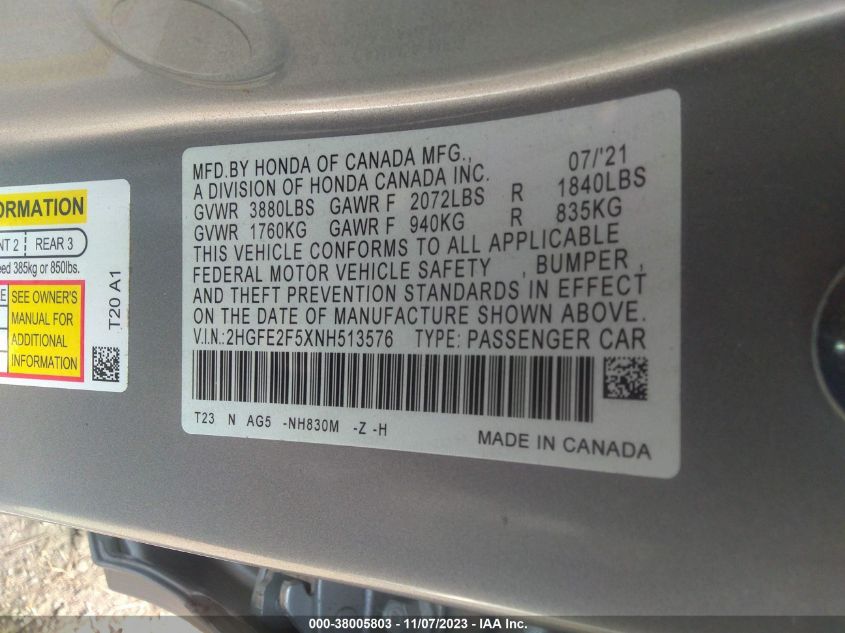 ORMATION
NT 2 REAR 3
eed 385kg or 850lbs.
E SEE OWNER'S
MANUAL FOR
ADDITIONAL
INFORMATION
T20 A1
MFD.BY HONDA OF CANADA MFG., 07/'21
A DIVISION OF HONDA CANADA INC.
GVWR 3880LBS GAWR F 2072LBS R 1840LBS
GVWR 1760KG GAWR F 940KG R 835KG
THIS VEHICLE CONFORMS TO ALL APPLICABLE
FEDERAL MOTOR VEHICLE SAFETY , BUMPER ,
AND THEFT PREVENTION STANDARDS IN EFFECT
ON THE DATE OF MANUFACTURE SHOWN ABOVE.
V.I.N.:2HGFE2F5XNH513576 TYPE: PASSENGER CAR
T23 N AG5 -NH830M -Z -H
MADE IN CANADA
000-38005803 - 11/07/2023 - IAA Inc.